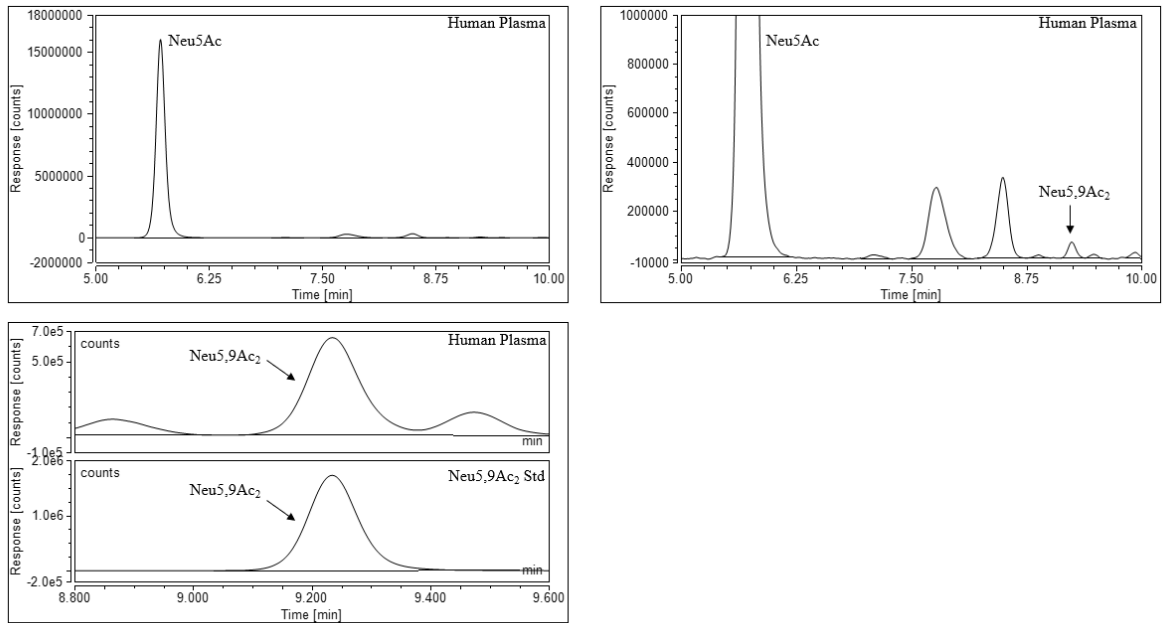 Human Plasma
Neu5Ac
Response [counts]
18000000
15000000
10000000
5000000
0
-2000000
5.00 6.25 7.50 8.75 10.00
Time [min]
Human Plasma
Neu5Ac
Neu5,9Ac₂
Response [counts]
1000000
800000
600000
400000
200000
-10000
5.00 6.25 7.50 8.75 10.00
Time [min]
Human Plasma
counts
Neu5,9Ac₂
Response [counts]
7.0e5
5.0e5
-1.0e5
min
Neu5,9Ac₂ Std
counts
Neu5,9Ac₂
Response [counts]
2.0e6
1.0e6
-2.0e5
min
8.800 9.000 9.200 9.400 9.600
Time [min]